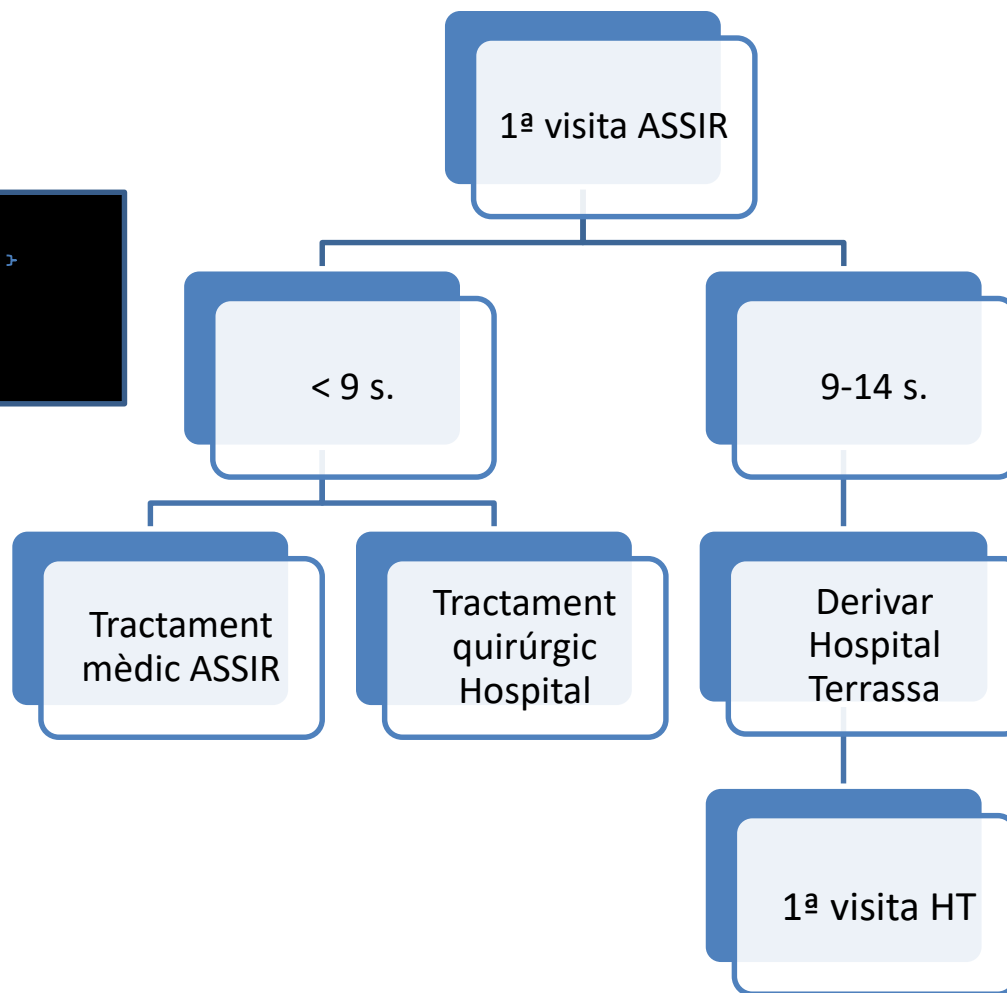 1ª visita ASSIR
< 9 s.
9-14 s.
Tractament
mèdic ASSIR
Tractament
quirúrgic
Hospital
Derivar
Hospital
Terrassa
1ª visita HT